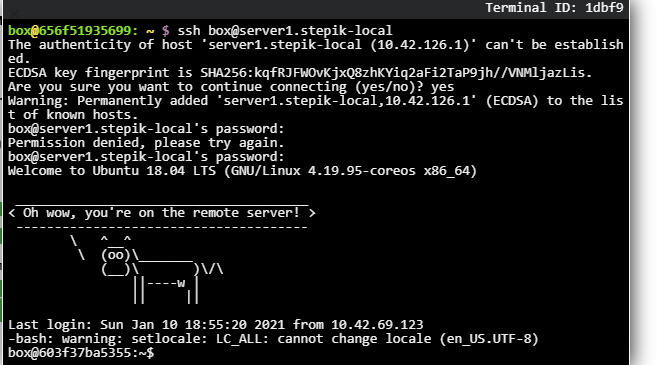 Terminal ID: 1dbf9
box@656f51935699: ~ $ ssh box@server1.stepik-local
The authenticity of host 'server1.stepik-local (10.42.126.1)' can't be establish
ed.
ECDSA key fingerprint is SHA256:kqfRJFWOvKjxQ8zhKYiq2aFi2TaP9jh//VNMljazLis.
Are you sure you want to continue connecting (yes/no)? yes
Warning: Permanently added 'server1.stepik-local,10.42.126.1' (ECDSA) to the lis
t of known hosts.
box@server1.stepik-local's password:
Permission denied, please try again.
box@server1.stepik-local's password:
Welcome to Ubuntu 18.04 LTS (GNU/Linux 4.19.95-coreos x86_64)
 _____________________________________
< Oh wow, you're on the remote server! >
 -------------------------------------
        \   ^__^
         \  (oo)\_______
            (__)\       )\/\
                ||----w |
                ||     ||
Last login: Sun Jan 10 18:55:20 2021 from 10.42.69.123
-bash: warning: setlocale: LC_ALL: cannot change locale (en_US.UTF-8)
box@603f37ba5355:~$